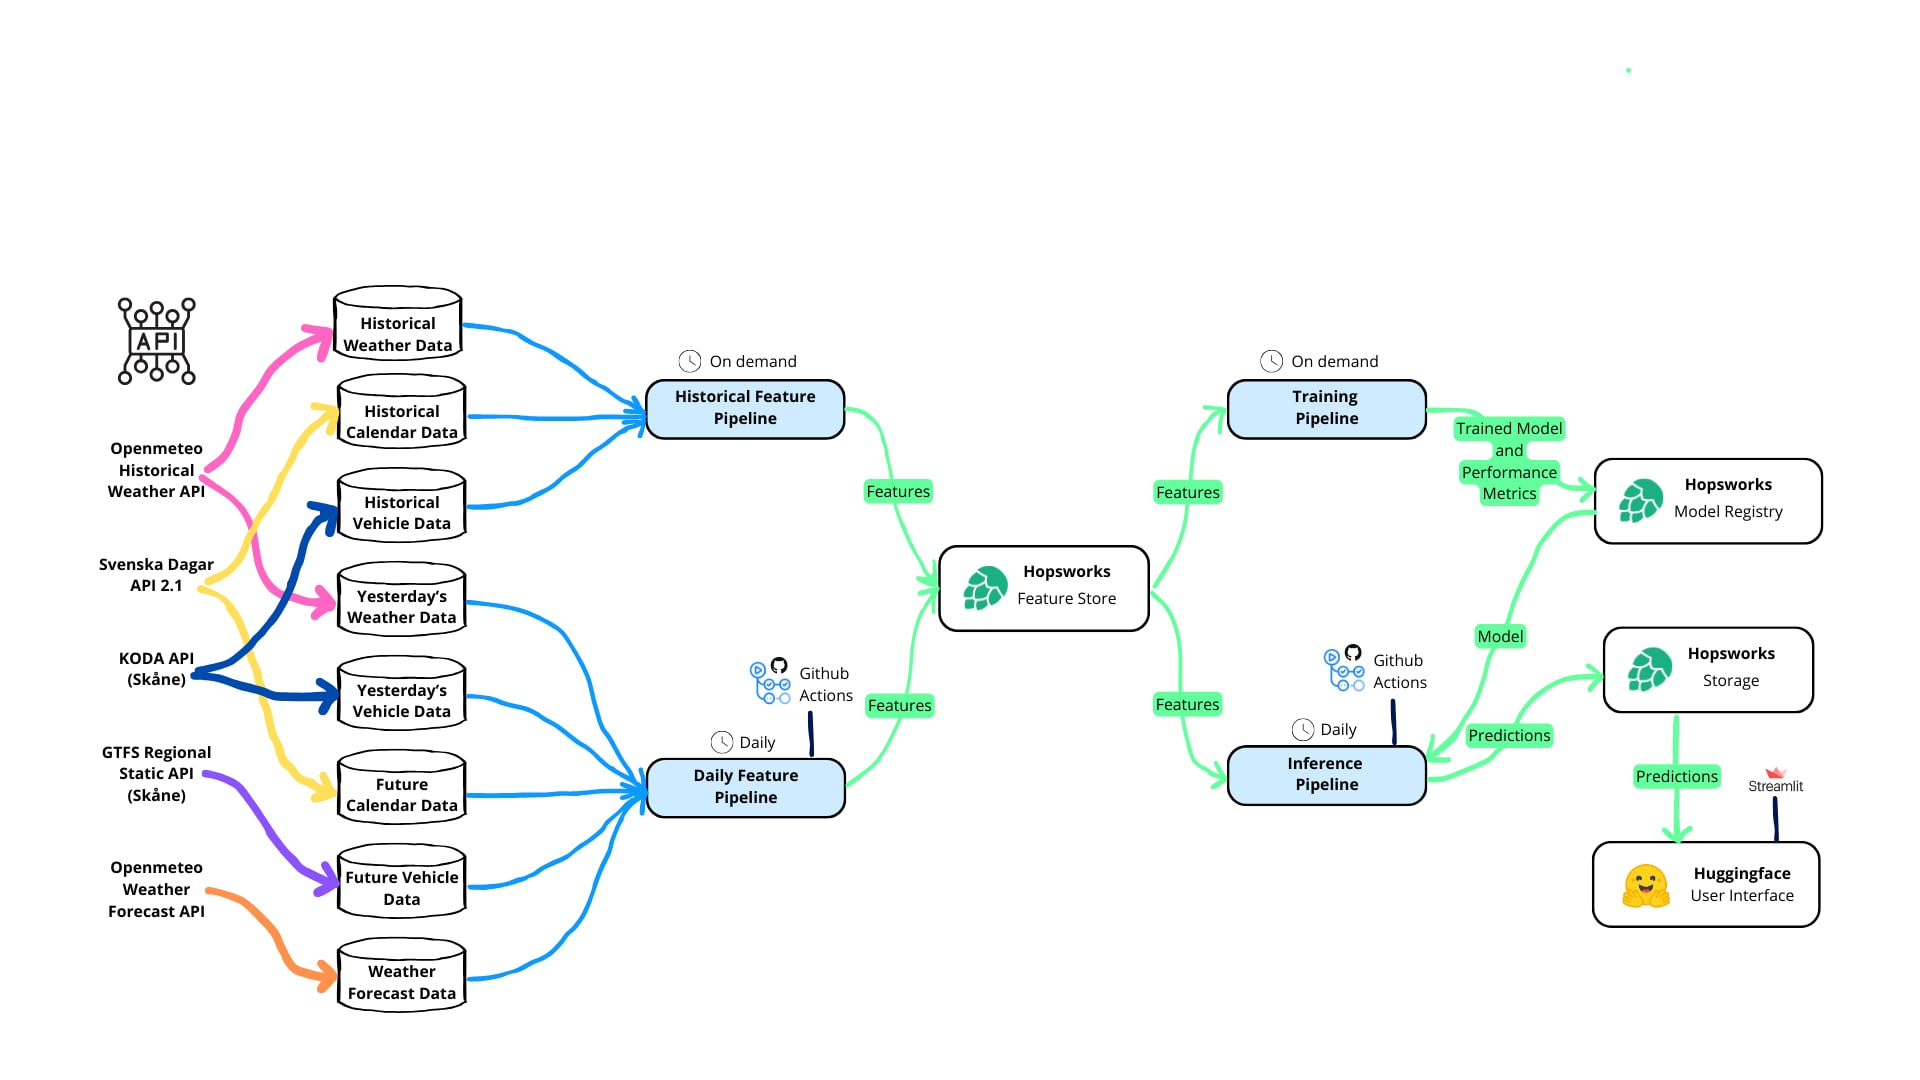 API
Openmeteo
Historical
Weather API
Svenska Dagar
API 2.1
KODA API
(Skåne)
GTFS Regional
Static API
(Skåne)
Openmeteo
Weather
Forecast API
Historical
Weather Data
Historical
Calendar Data
Historical
Vehicle Data
Yesterday's
Weather Data
Yesterday's
Vehicle Data
Future
Calendar Data
Future Vehicle
Data
Weather
Forecast Data
On demand
Historical Feature
Pipeline
Github
Actions
Daily
Daily Feature
Pipeline
Features
Features
Hopsworks
Feature Store
Features
Features
On demand
Training
Pipeline
Github
Actions
Daily
Inference
Pipeline
Trained Model
and
Performance
Metrics
Hopsworks
Model Registry
Model
Predictions
Hopsworks
Storage
Predictions
Streamlit
Huggingface
User Interface